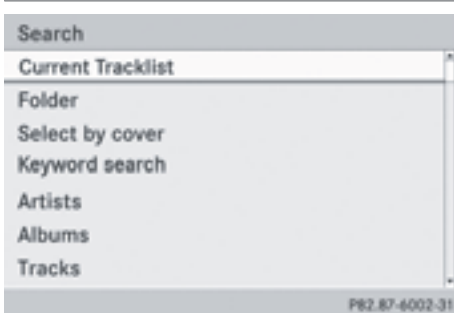 Search
Current Tracklist
Folder
Select by cover
Keyword search
Artists
Albums
Tracks
P82.87-6002-31